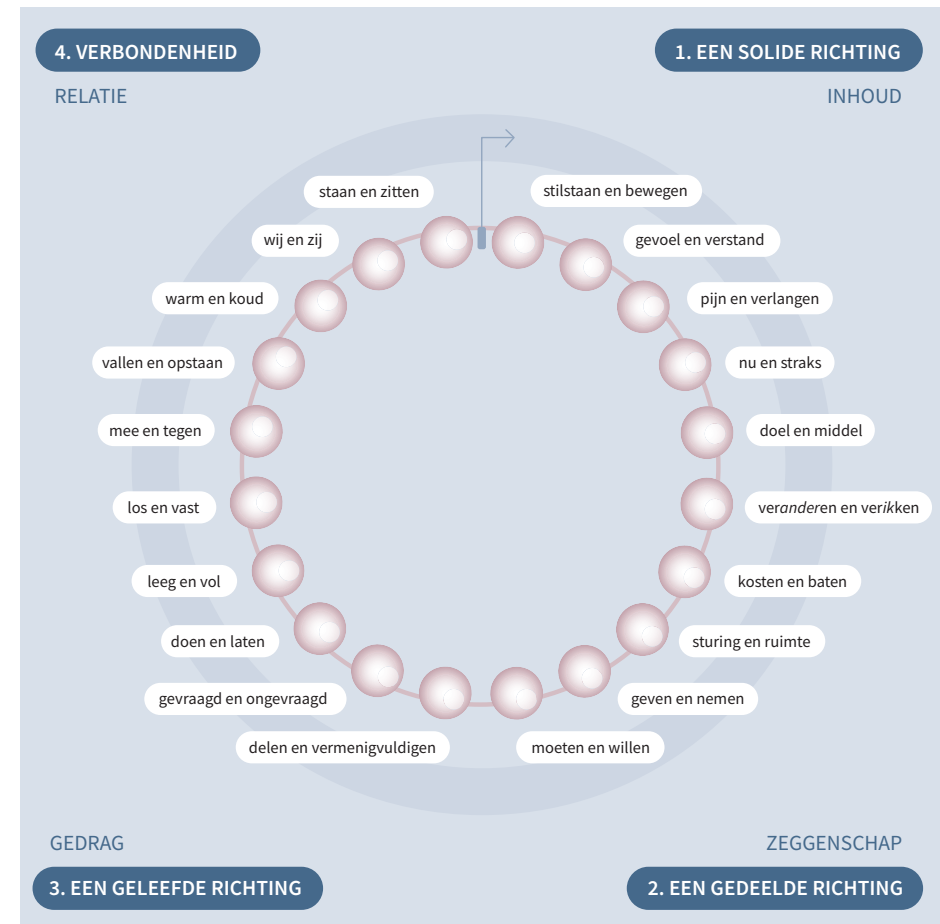 4. VERBONDENHEID
RELATIE
1. EEN SOLIDE RICHTING
INHOUD
stilstaan en bewegen
gevoel en verstand
pijn en verlangen
nu en straks
doel en middel
veranderen en verikken
kosten en baten
sturing en ruimte
geven en nemen
moeten en willen
delen en vermenigvuldigen
gevraagd en ongevraagd
doen en laten
leeg en vol
los en vast
mee en tegen
vallen en opstaan
warm en koud
wij en zij
staan en zitten
ZEGGENSCHAP
2. EEN GEDEELDE RICHTING
GEDRAG
3. EEN GELEEFDE RICHTING